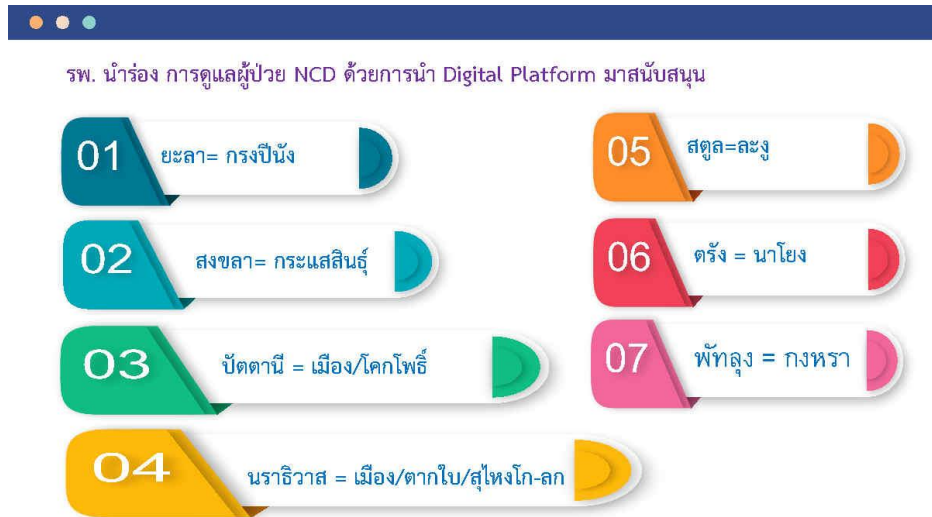 รพ. นำร่อง การดูแลผู้ป่วย NCD ด้วยการนำ Digital Platform มาสนับสนุน
01 ยะลา= กรงปีนัง
02 สงขลา= กระแสสินธุ์
03 ปัตตานี = เมือง/โคกโพธิ์
04 นราธิวาส = เมือง/ตากใบ/สุไหงโก-ลก
05 สตูล=ละงู
06 ตรัง = นาโยง
07 พัทลุง = กงหรา